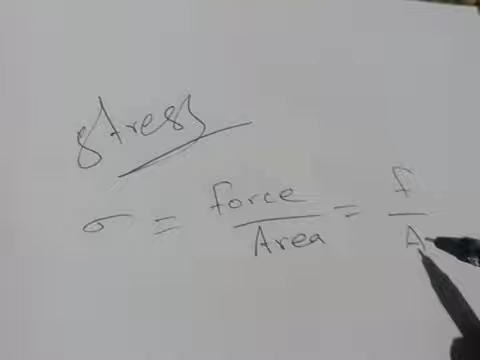 stress
σ = force / Area = f / A